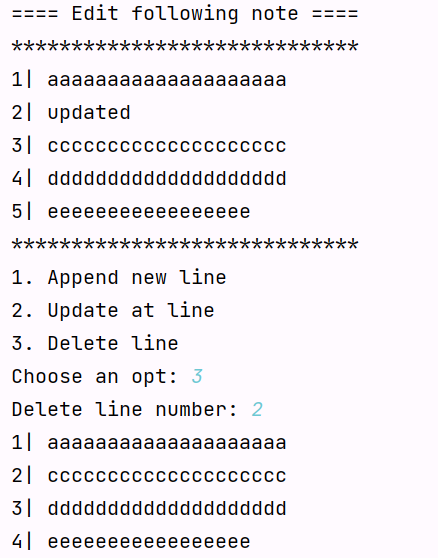 ==== Edit following note ====
*****************************
1| aaaaaaaaaaaaaaaaaaaa
2| updated
3| cccccccccccccccccccc
4| dddddddddddddddddddd
5| eeeeeeeeeeeeeeeee
*****************************
1. Append new line
2. Update at line
3. Delete line
Choose an opt: 3
Delete line number: 2
1| aaaaaaaaaaaaaaaaaaaa
2| cccccccccccccccccccc
3| dddddddddddddddddddd
4| eeeeeeeeeeeeeeeee